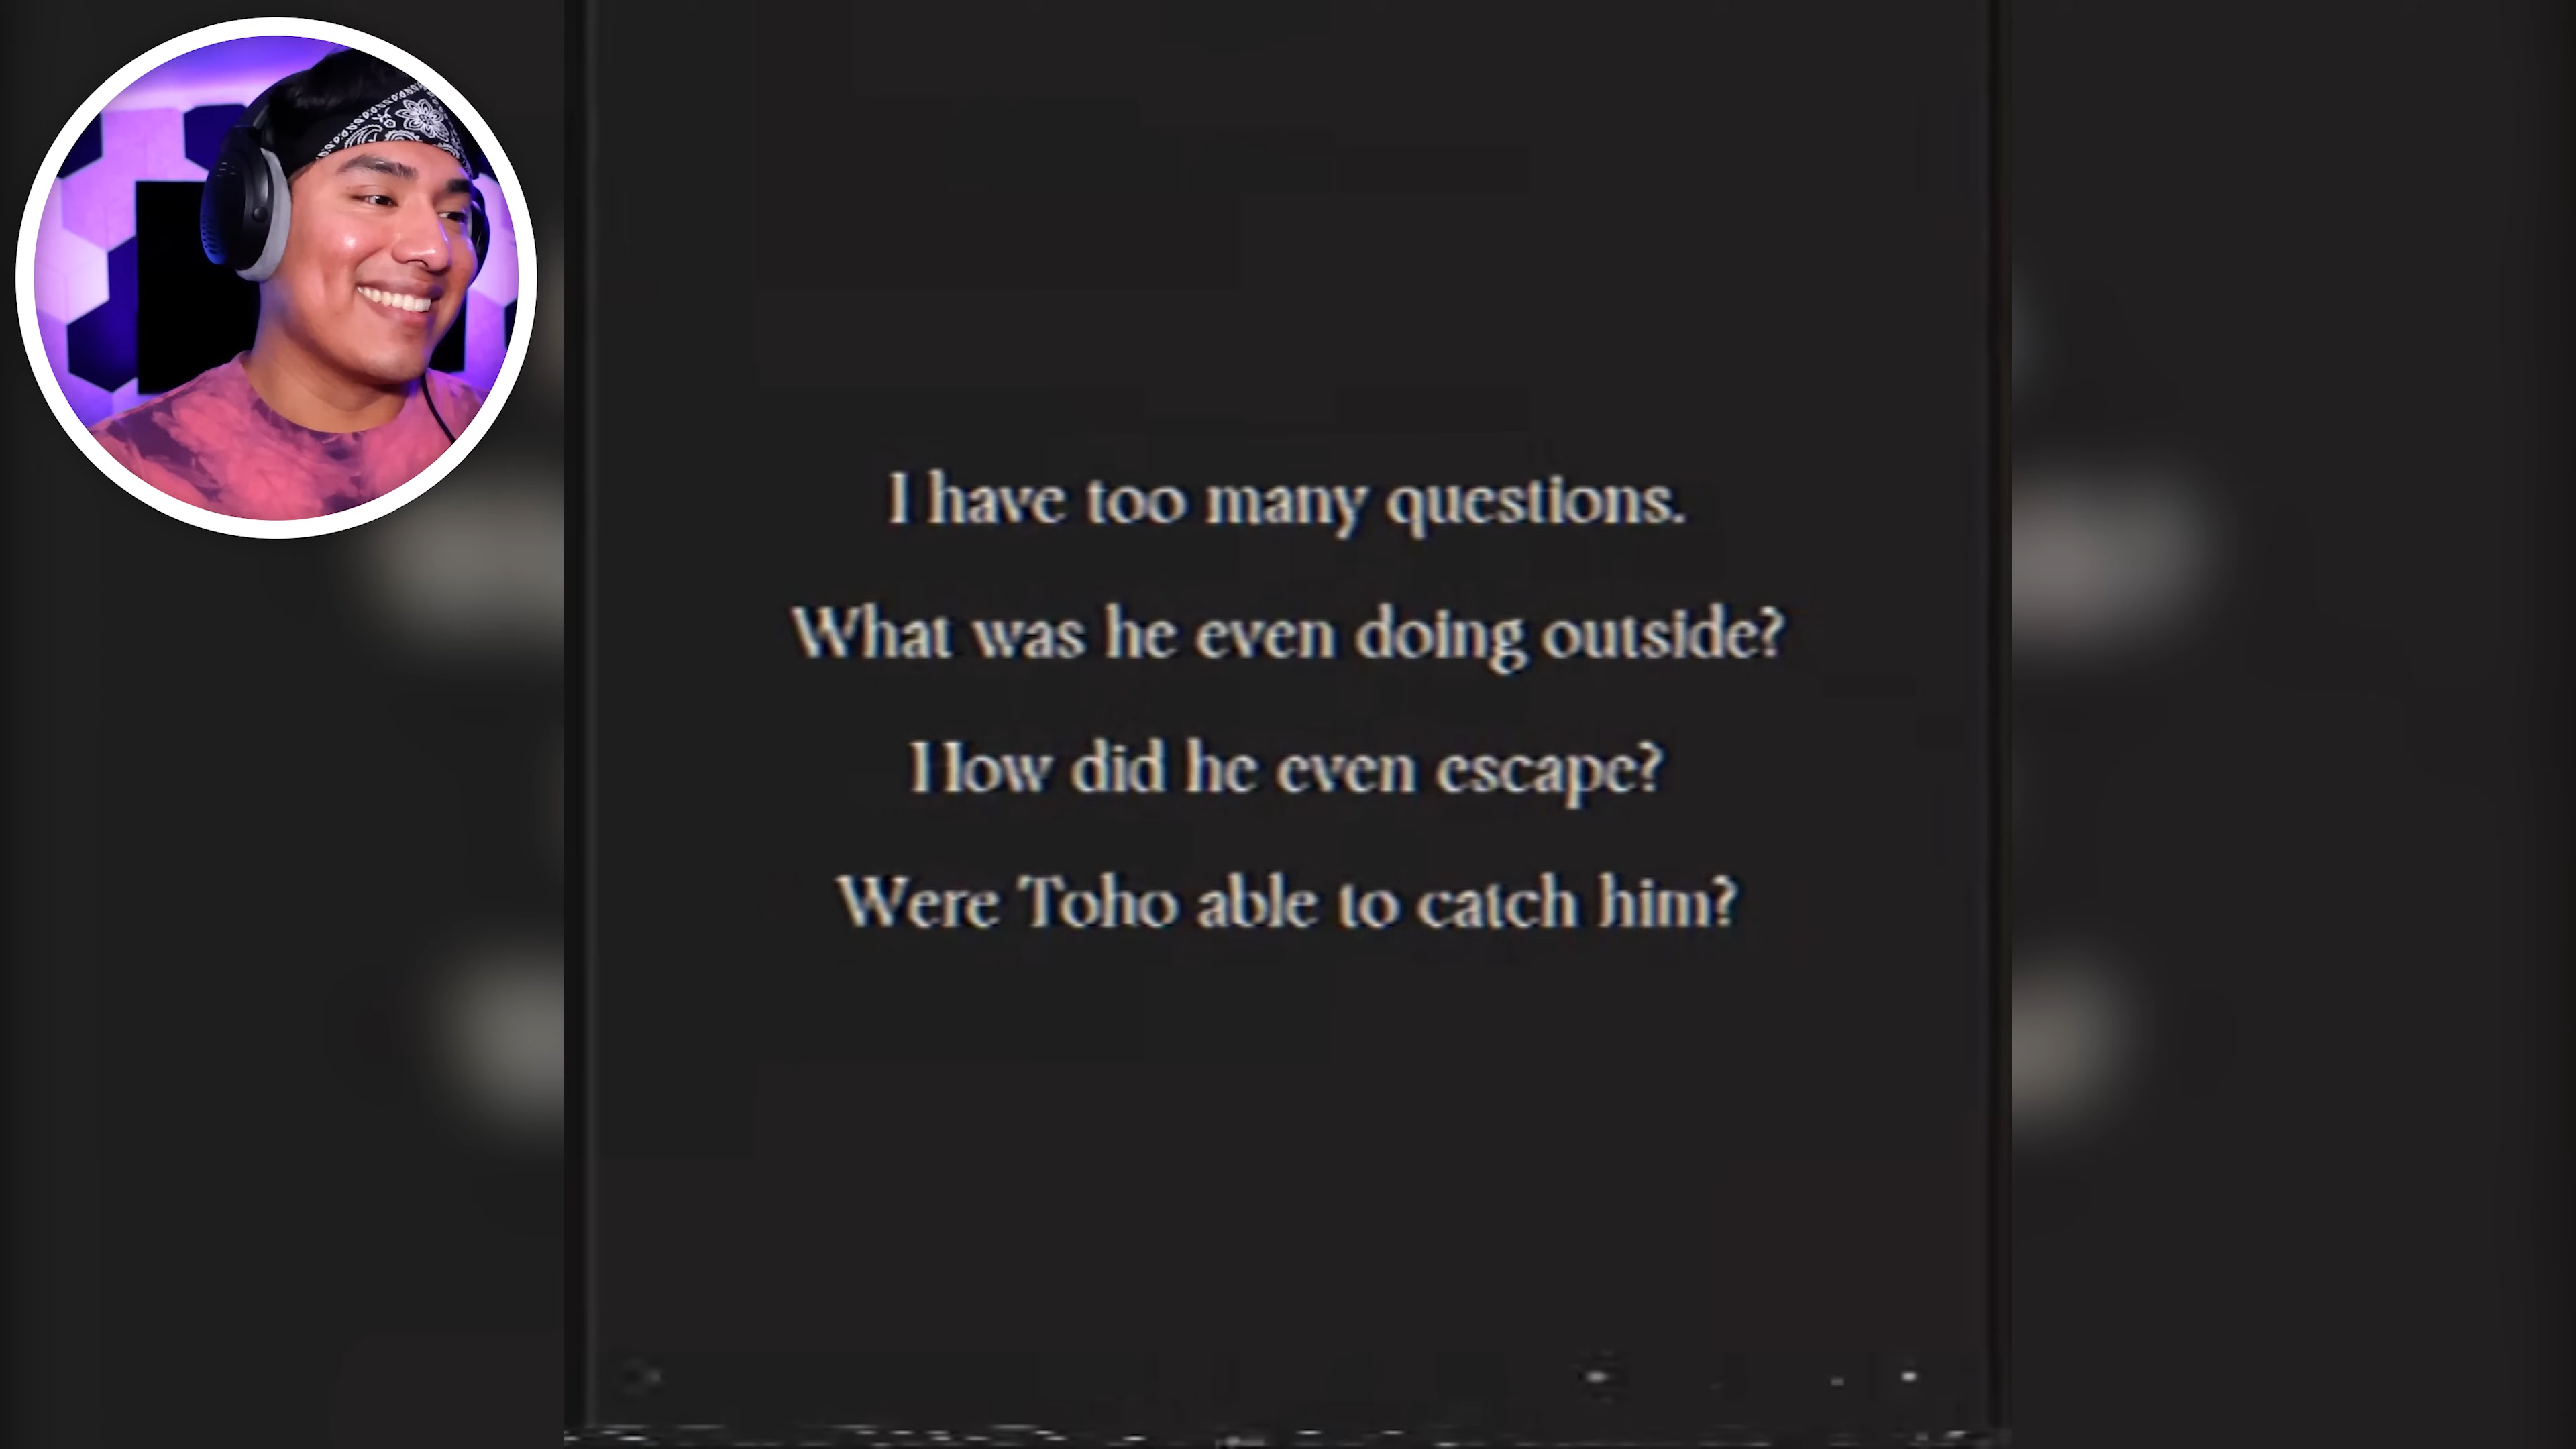 I have too many questions.
What was he even doing outside?
How did he even escape?
Were Toho able to catch him?